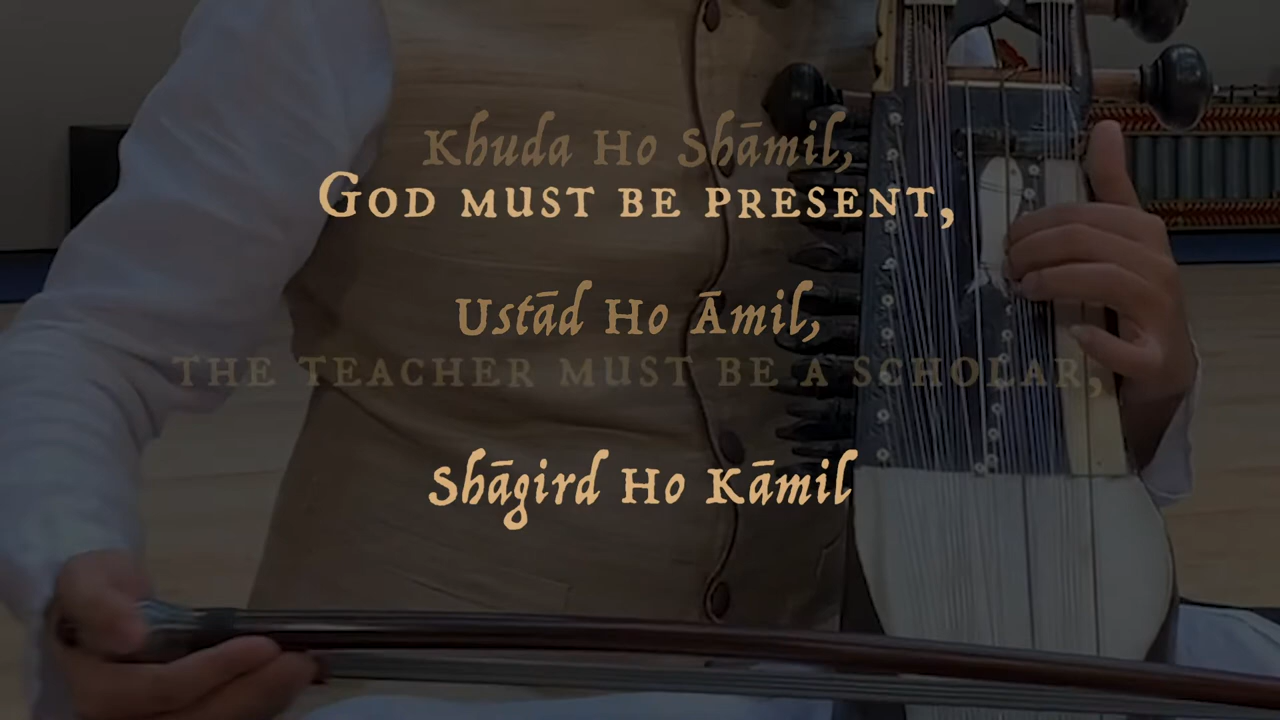 Khuda Ho Shāmil,
God must be present,
Ustād Ho Āmil,
the teacher must be a scholar,
Shāgird Ho Kāmil